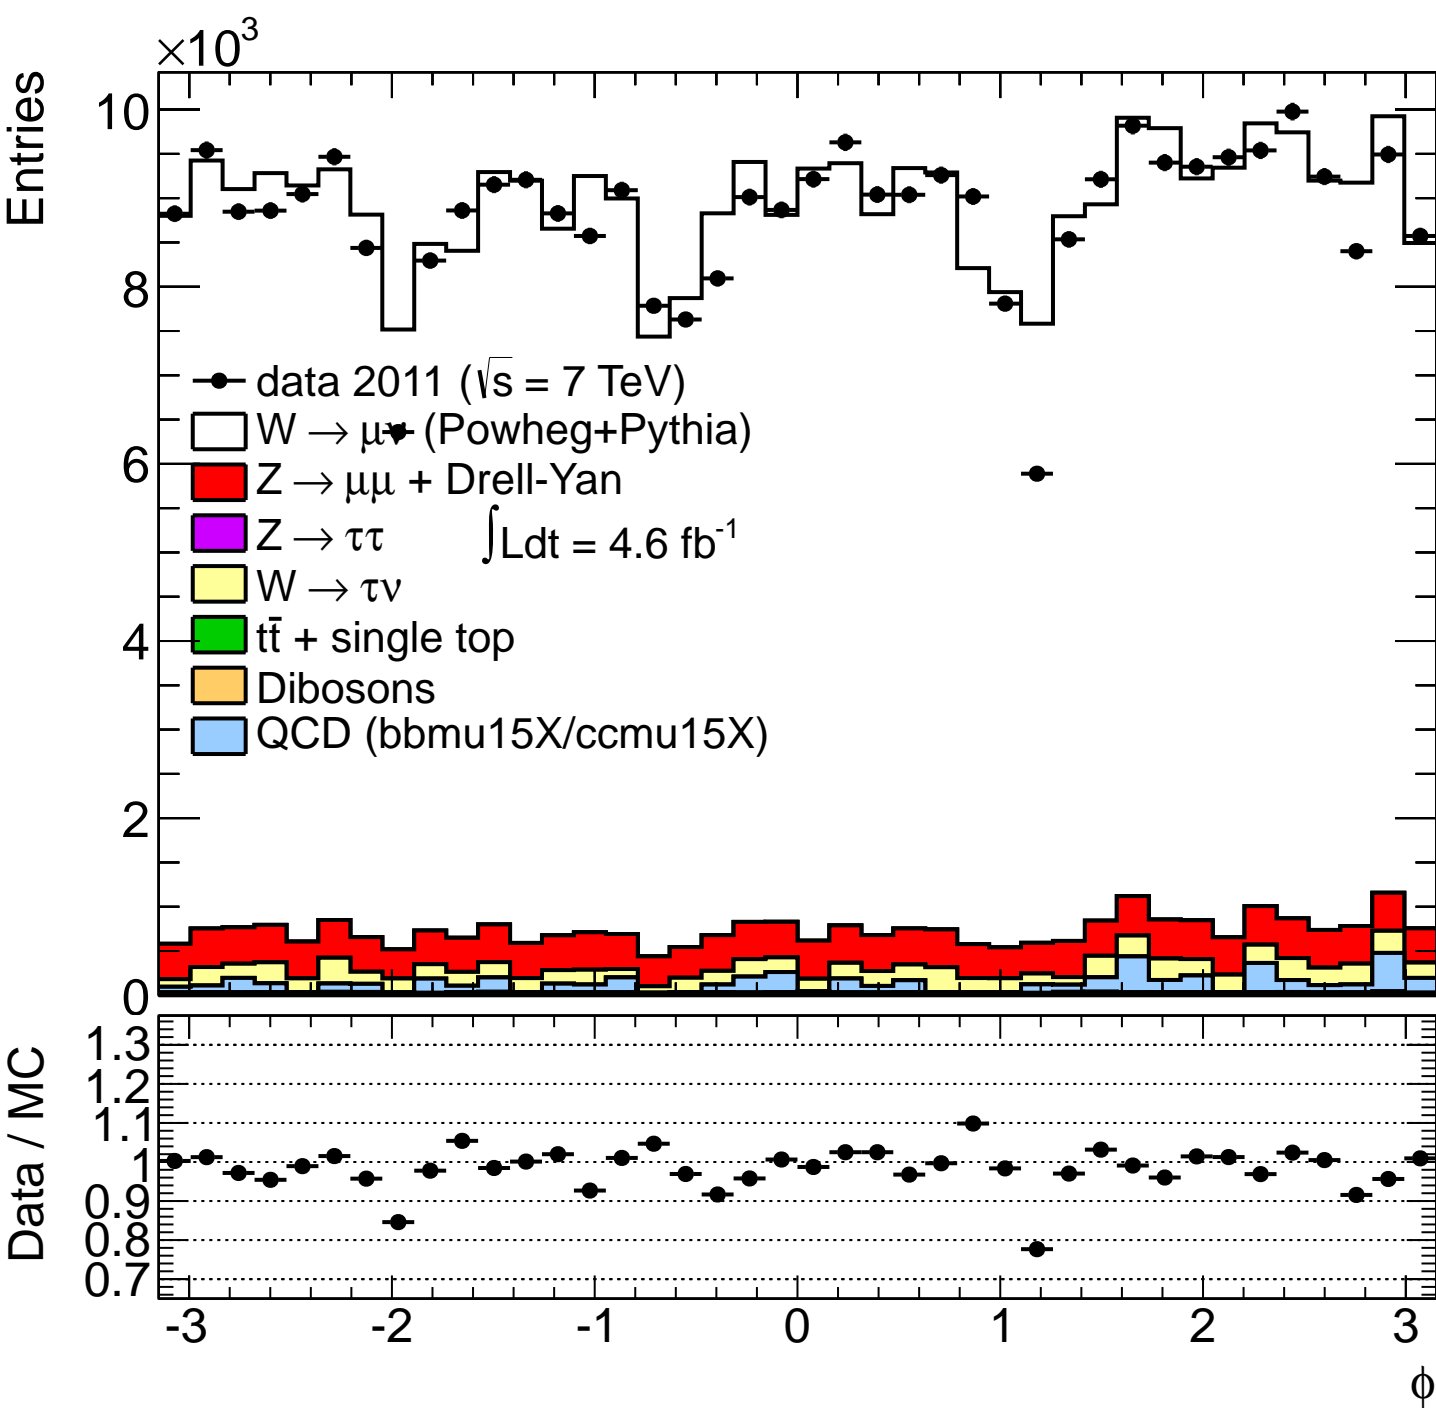 ×10³
Entries
10
8
6
4
2
0
data 2011 (√s = 7 TeV)
W → μν (Powheg+Pythia)
Z → μμ + Drell-Yan
Z → ττ
∫Ldt = 4.6 fb⁻¹
W → τν
tt̄ + single top
Dibosons
QCD (bbmu15X/ccmu15X)
Data / MC
1.3
1.2
1.1
1
0.9
0.8
0.7
-3 -2 -1 0 1 2 3
ϕ